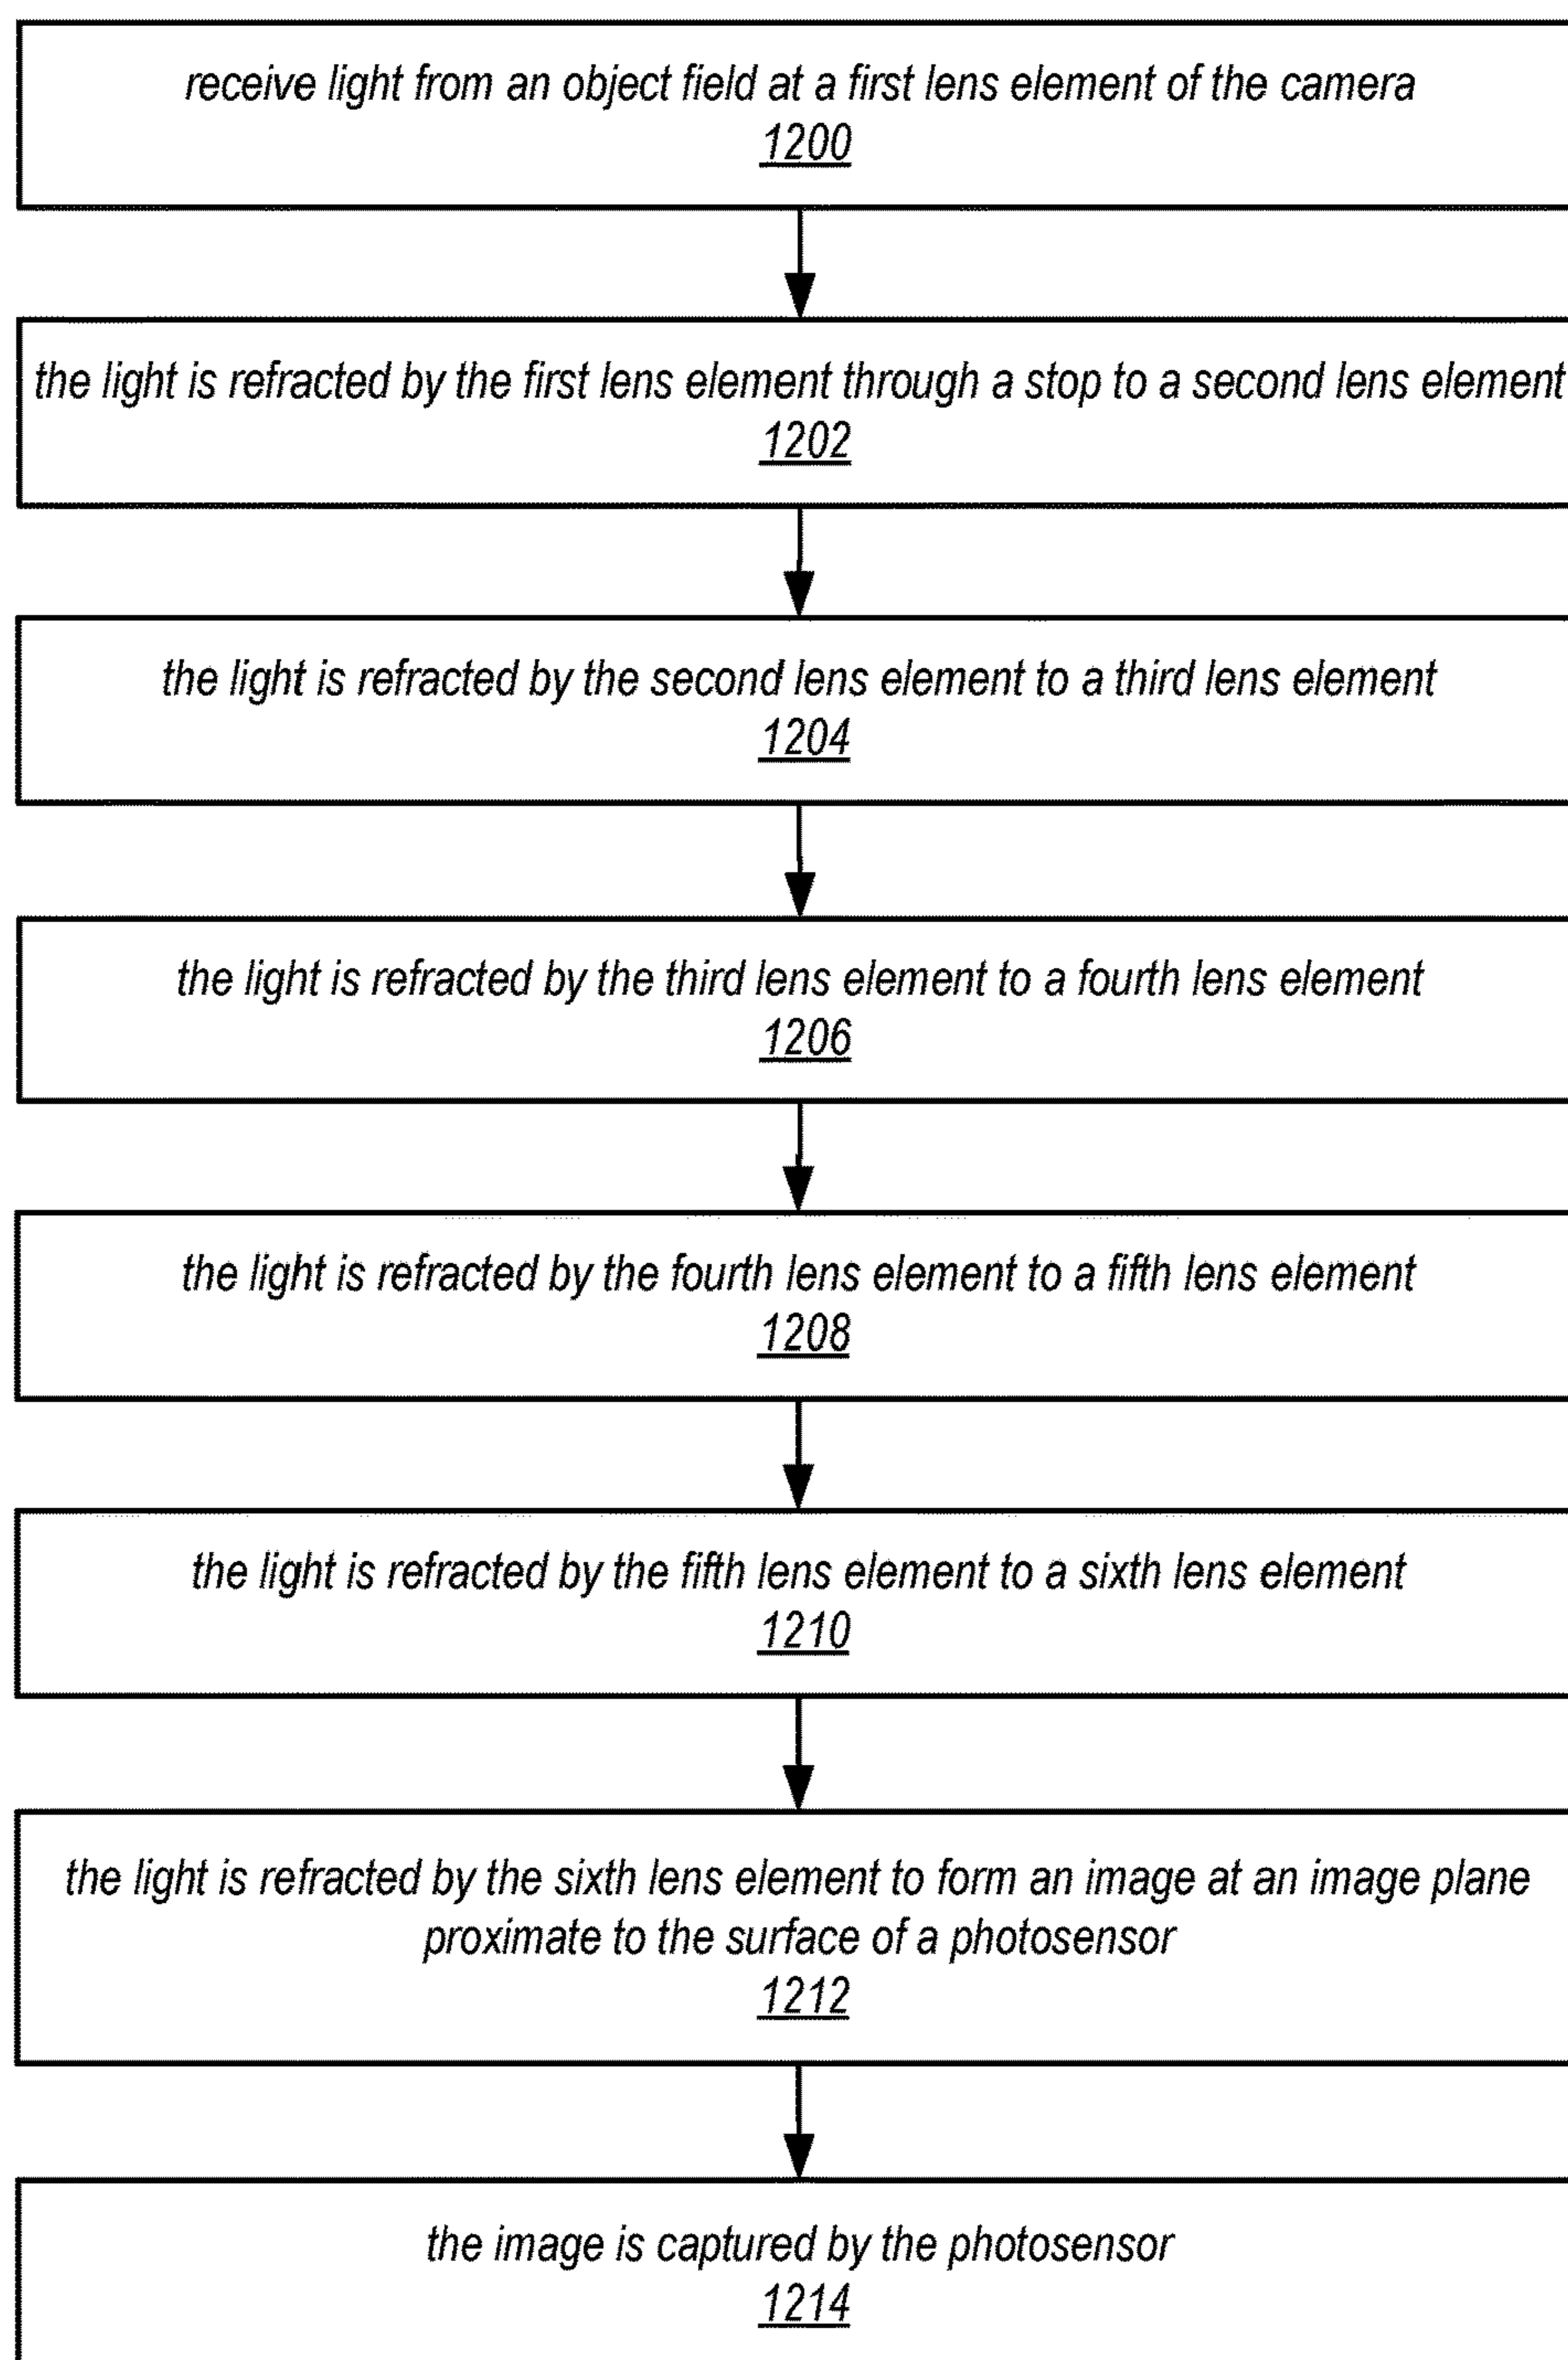 receive light from an object field at a first lens element of the camera
1200
the light is refracted by the first lens element through a stop to a second lens element
1202
the light is refracted by the second lens element to a third lens element
1204
the light is refracted by the third lens element to a fourth lens element
1206
the light is refracted by the fourth lens element to a fifth lens element
1208
the light is refracted by the fifth lens element to a sixth lens element
1210
the light is refracted by the sixth lens element to form an image at an image plane
proximate to the surface of a photosensor
1212
the image is captured by the photosensor
1214